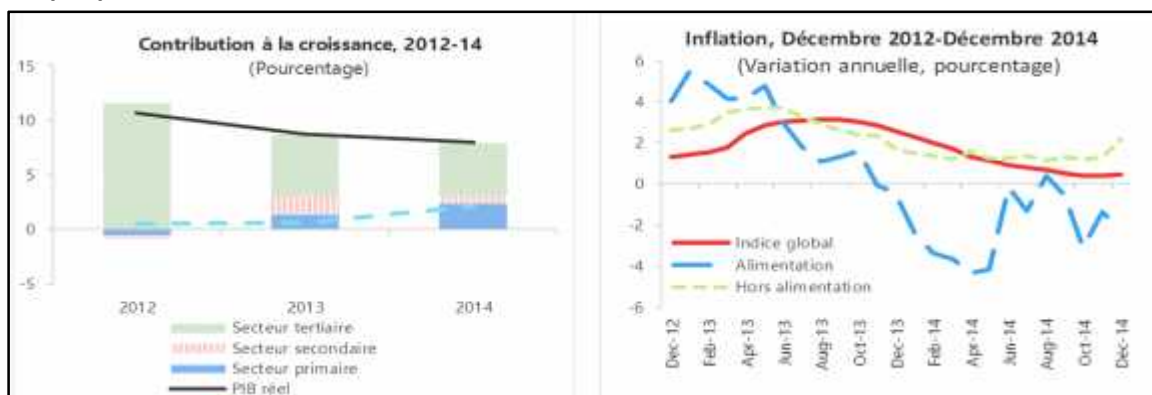 Contribution à la croissance, 2012-14
(Pourcentage)
15
10
5
0
-5
2012 2013 2014
Secteur tertiaire
Secteur secondaire
Secteur primaire
PIB réel
Inflation, Décembre 2012-Décembre 2014
(Variation annuelle, pourcentage)
6
4
2
0
-2
-4
-6
Indice global
Alimentation
Hors alimentation
Dec-12
Feb-13
Apr-13
Jun-13
Aug-13
Oct-13
Dec-13
Feb-14
Apr-14
Jun-14
Aug-14
Oct-14
Dec-14